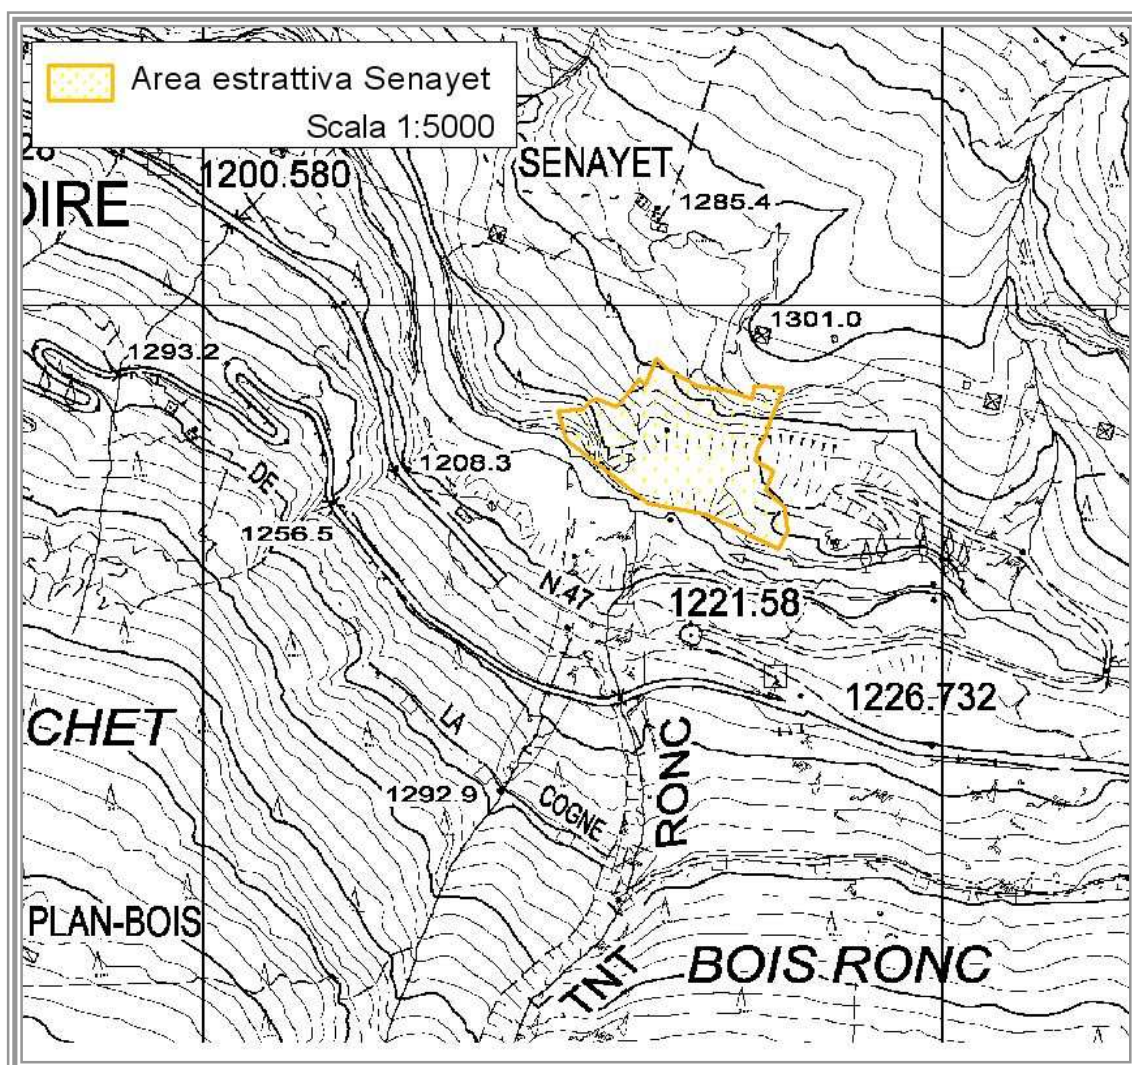 Area estrattiva Senayet
Scala 1:5000
1200.580
SENAYET
1285.4
1301.0
1293.2
DE
1208.3
1256.5
N.47
1221.58
1226.732
CHET
LA
RONC
1292.9
COGNE
PLAN-BOIS
BOIS RONC
TNT